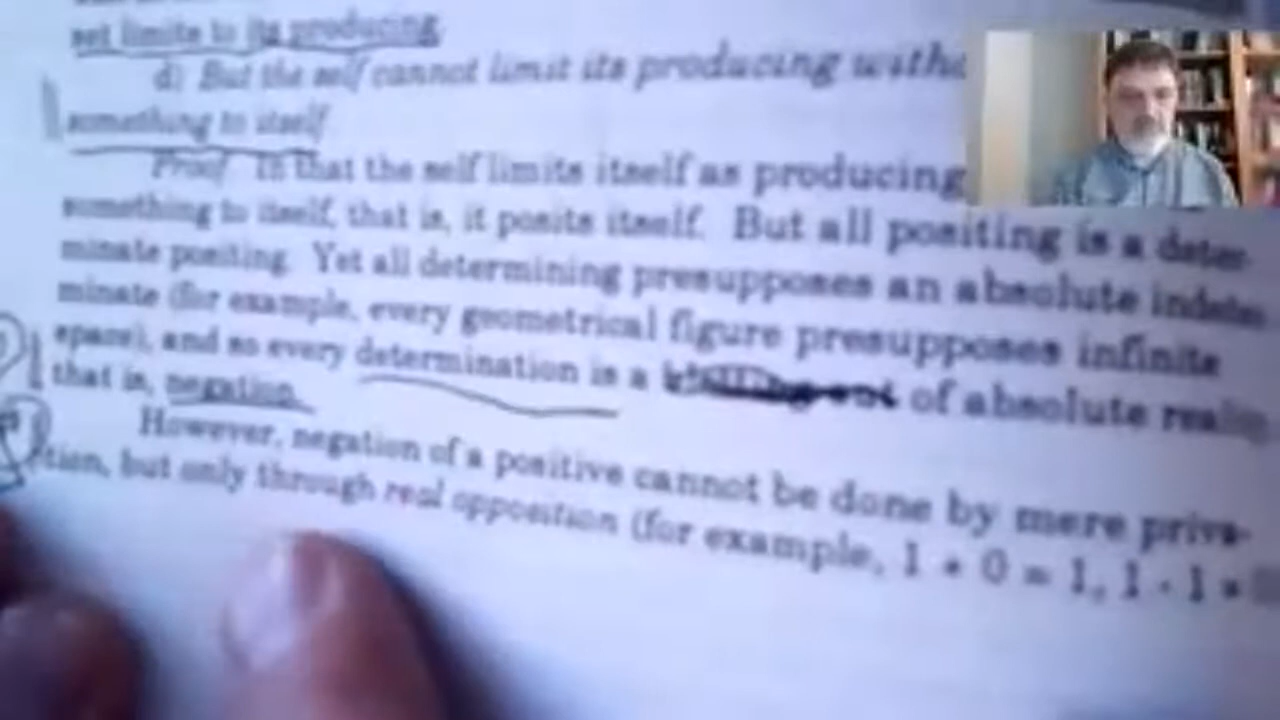 set limits to its producing.
d) But the self cannot limit its producing witho
something to itself
Proof In that the self limits itself as producing
something to itself, that is, it posits itself. But all positing is a deter-
minate positing. Yet all determining presupposes an absolute indeter
minate (for example, every geometrical figure presupposes infinite
space), and so every determination is a of absolute reality
that is, negation.
However, negation of a positive cannot be done by mere priva-
tion, but only through real opposition (for example, 1 + 0 = 1, 1 - 1 =